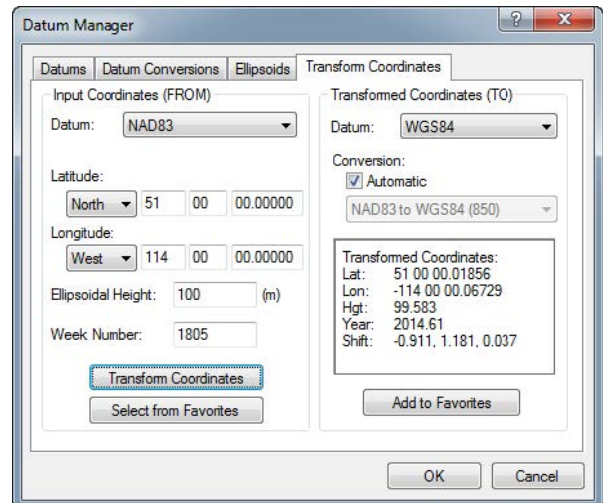 Datum Manager
?
X
Datums
Datum Conversions
Ellipsoids
Transform Coordinates
Input Coordinates (FROM)
Datum: NAD83
Latitude:
North 51 00 00.00000
Longitude:
West 114 00 00.00000
Ellipsoidal Height: 100 (m)
Week Number: 1805
Transform Coordinates
Select from Favorites
Transformed Coordinates (TO)
Datum: WGS84
Conversion:
Automatic
NAD83 to WGS84 (850)
Transformed Coordinates:
Lat: 51 00 00.01856
Lon: -114 00 00.06729
Hgt: 99.583
Year: 2014.61
Shift: -0.911, 1.181, 0.037
Add to Favorites
OK
Cancel